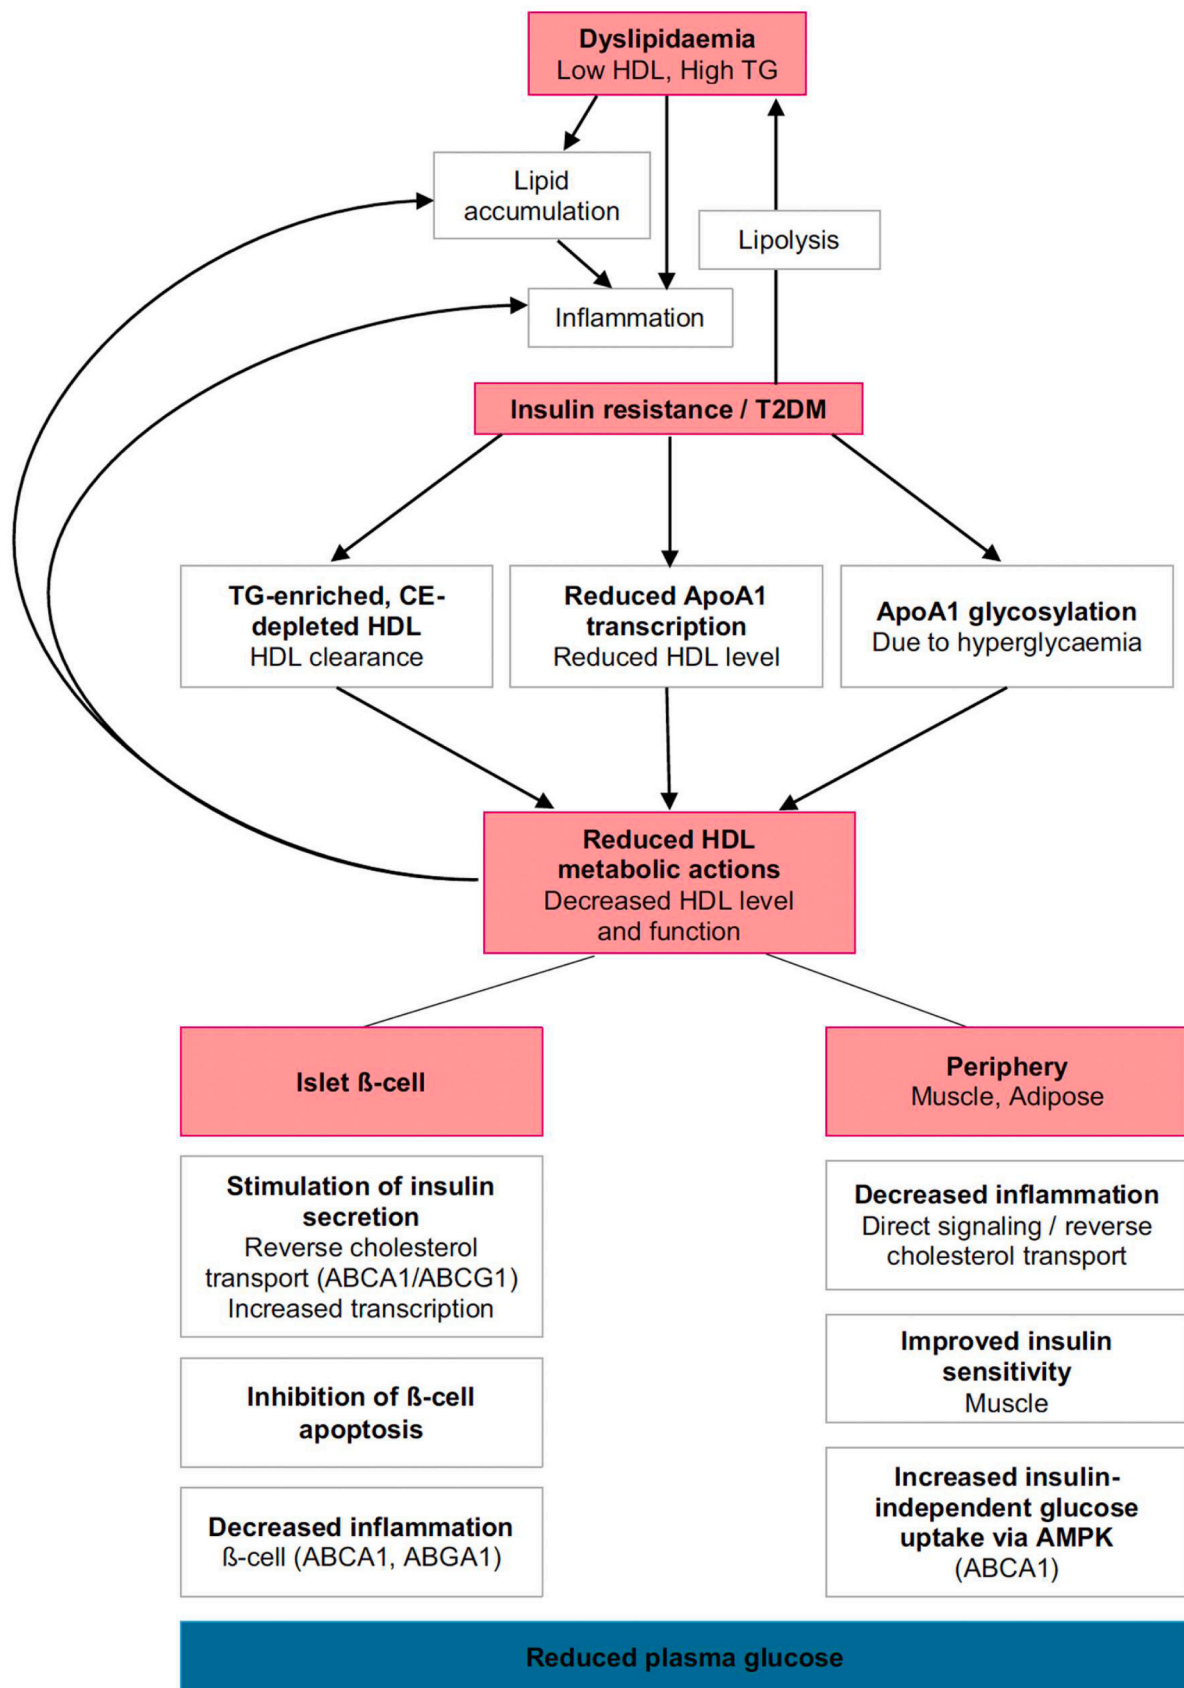 Dyslipidaemia
Low HDL, High TG
Lipid
accumulation
Lipolysis
Inflammation
Insulin resistance / T2DM
TG-enriched, CE-
depleted HDL
HDL clearance
Reduced ApoA1
transcription
Reduced HDL level
ApoA1 glycosylation
Due to hyperglycaemia
Reduced HDL
metabolic actions
Decreased HDL level
and function
Islet ß-cell
Stimulation of insulin
secretion
Reverse cholesterol
transport (ABCA1/ABCG1)
Increased transcription
Inhibition of ß-cell
apoptosis
Decreased inflammation
ß-cell (ABCA1, ABGA1)
Periphery
Muscle, Adipose
Decreased inflammation
Direct signaling / reverse
cholesterol transport
Improved insulin
sensitivity
Muscle
Increased insulin-
independent glucose
uptake via AMPK
(ABCA1)
Reduced plasma glucose